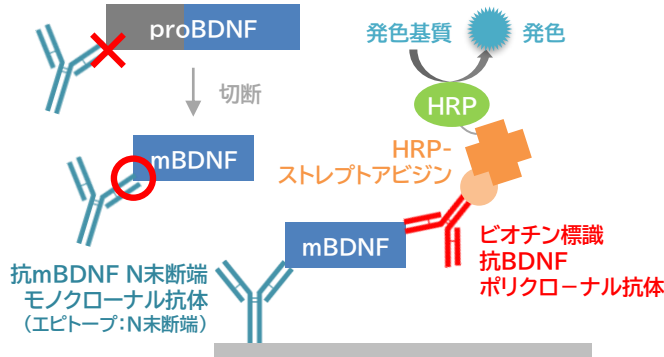 proBDNF
切断
mBDNF
抗mBDNF N末断端
モノクローナル抗体
(エピトープ:N末断端)
発色基質
発色
HRP
HRP-
ストレプトアビジン
mBDNF
ビオチン標識
抗BDNF
ポリクローナル抗体